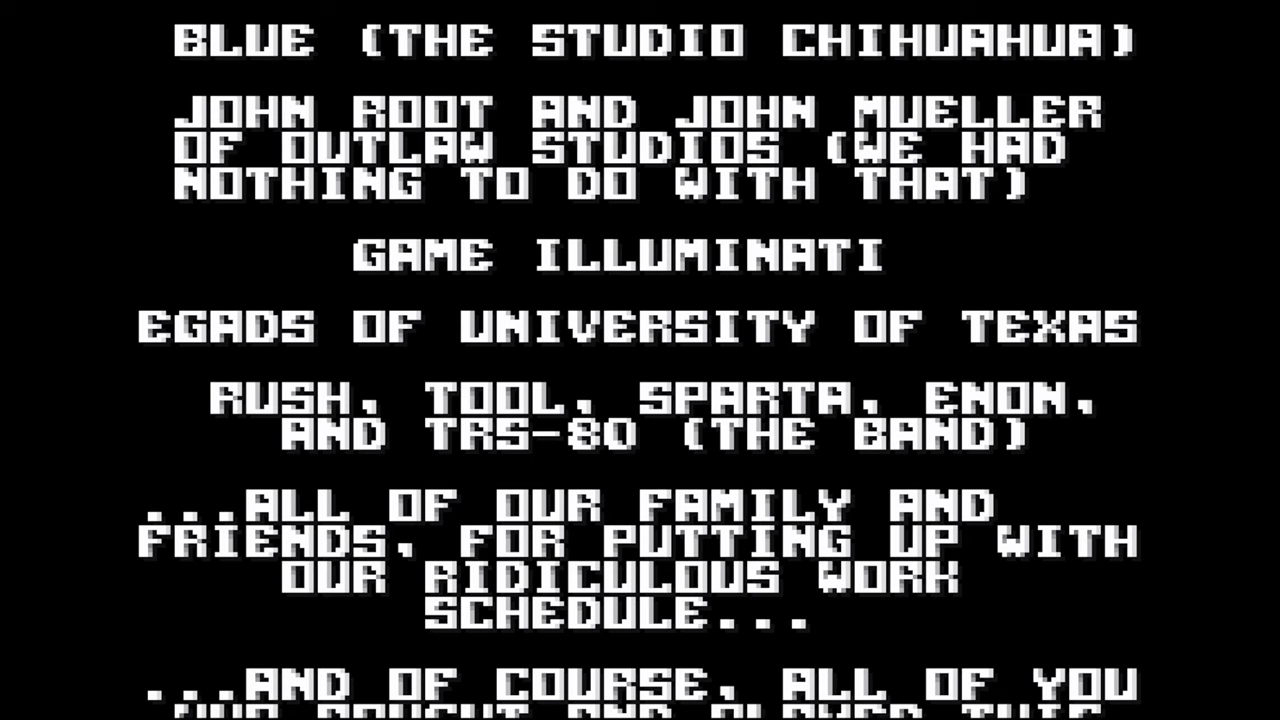 BLUE (THE STUDIO CHIHUAHUA)
JOHN ROOT AND JOHN MUELLER
OF OUTLAW STUDIOS (WE HAD
NOTHING TO DO WITH THAT)
GAME ILLUMINATI
EGADS OF UNIVERSITY OF TEXAS
RUSH, TOOL, SPARTA, ENON,
AND TRS-80 (THE BAND)
...ALL OF OUR FAMILY AND
FRIENDS, FOR PUTTING UP WITH
OUR RIDICULOUS WORK
SCHEDULE...
...AND OF COURSE, ALL OF YOU